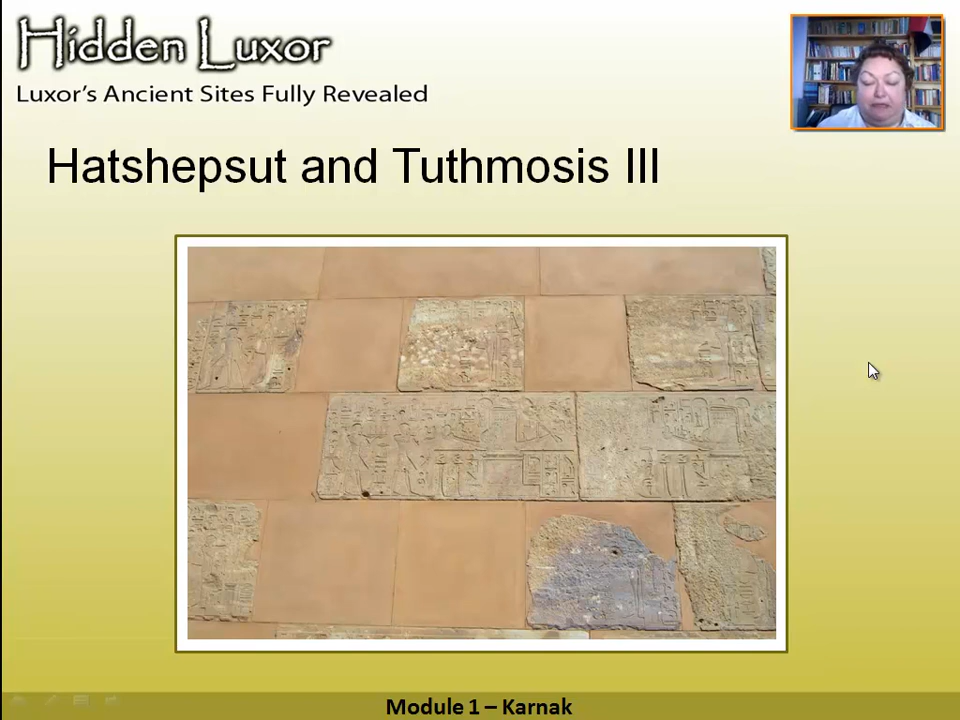 Hidden Luxor
Luxor's Ancient Sites Fully Revealed
Hatshepsut and Tuthmosis III
Module 1 – Karnak